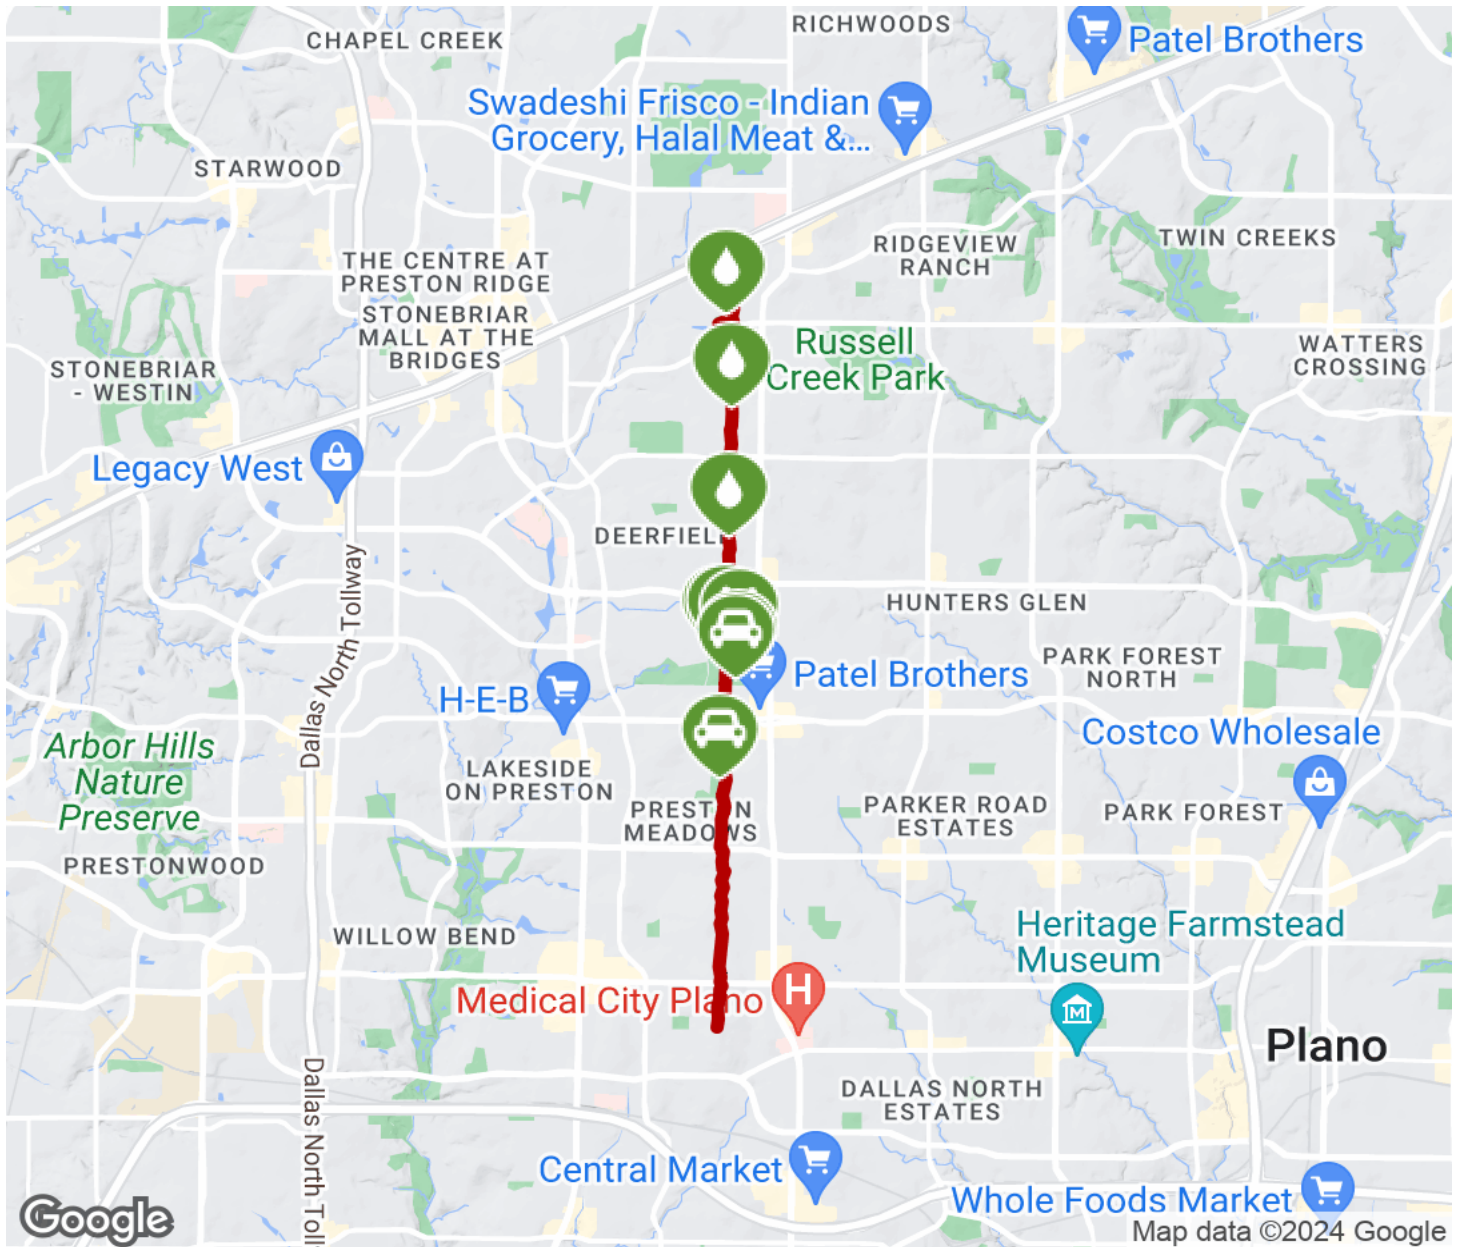 RICHWOODS
CHAPEL CREEK
Patel Brothers
Swadeshi Frisco - Indian
Grocery, Halal Meat &...
STARWOOD
RIDGEVIEW
RANCH
TWIN CREEKS
THE CENTRE AT
PRESTON RIDGE
STONEBRIAR
MALL AT THE
BRIDGES
Russell
Creek Park
WATTERS
CROSSING
STONEBRIAR
- WESTIN
Legacy West
DEERFIEL
Dallas North Tollway
HUNTERS GLEN
PARK FOREST
NORTH
Patel Brothers
H-E-B
Costco Wholesale
Arbor Hills
Nature
Preserve
LAKESIDE
ON PRESTON
PRESTON
MEADOWS
PARKER ROAD
ESTATES
PARK FOREST
PRESTONWOOD
WILLOW BEND
Heritage Farmstead
Museum
Medical City Plano
H
M
Plano
Dallas North Toll
DALLAS NORTH
ESTATES
Central Market
Whole Foods Market
Google
Map data ©2024 Google